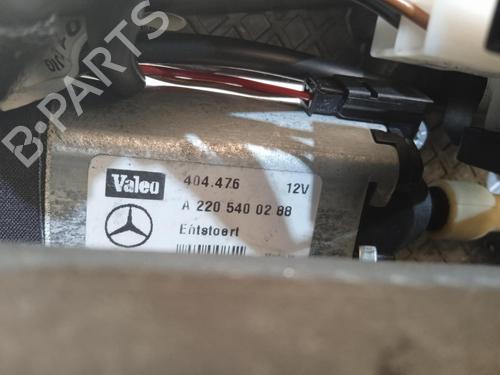 B-PARTS
Valeo 404.476 12V
A 220 540 02 88
Entstoert